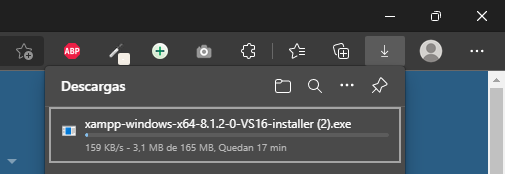 ABP
Descargas
xampp-windows-x64-8.1.2-0-VS16-installer (2).exe
159 KB/s - 3,1 MB de 165 MB, Quedan 17 min